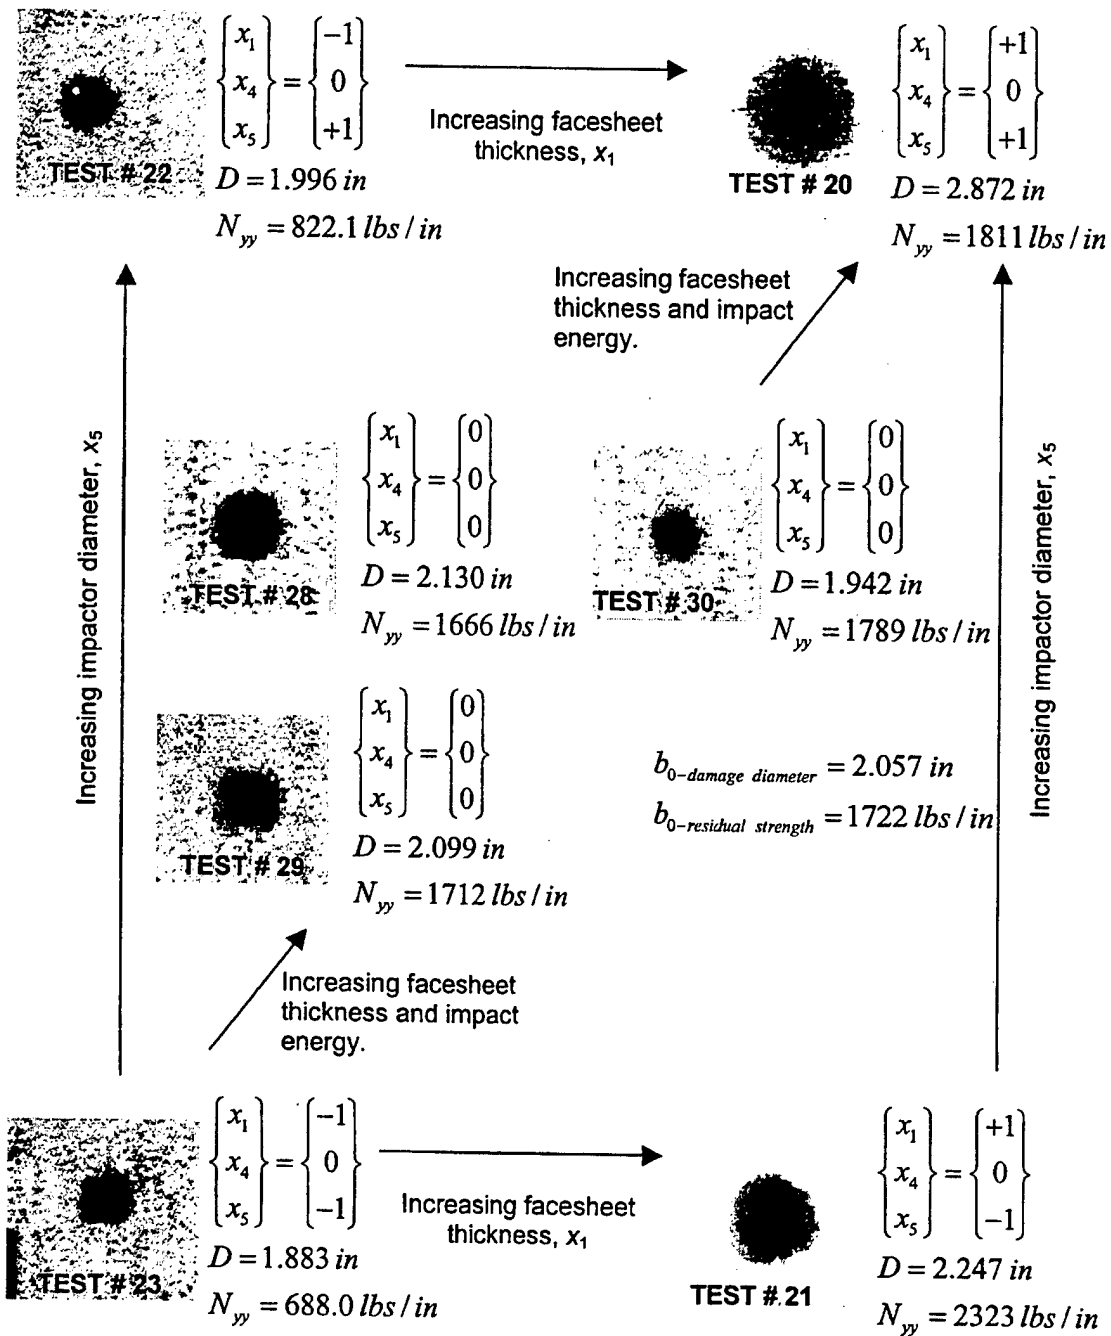 {x₁ x₄ x₅} = {−1 0 +1}
TEST # 22
D = 1.996 in
N_yy = 822.1 lbs / in
Increasing facesheet
thickness, x₁
{x₁ x₄ x₅} = {+1 0 +1}
TEST # 20
D = 2.872 in
N_yy = 1811 lbs / in
Increasing facesheet
thickness and impact
energy.
Increasing impactor diameter, x₅
{x₁ x₄ x₅} = {0 0 0}
TEST # 28
D = 2.130 in
N_yy = 1666 lbs / in
{x₁ x₄ x₅} = {0 0 0}
TEST # 30
D = 1.942 in
N_yy = 1789 lbs / in
Increasing impactor diameter, x₅
{x₁ x₄ x₅} = {0 0 0}
TEST # 29
D = 2.099 in
N_yy = 1712 lbs / in
b₀₋damage diameter = 2.057 in
b₀₋residual strength = 1722 lbs / in
Increasing facesheet
thickness and impact
energy.
{x₁ x₄ x₅} = {−1 0 −1}
TEST # 23
D = 1.883 in
N_yy = 688.0 lbs / in
Increasing facesheet
thickness, x₁
{x₁ x₄ x₅} = {+1 0 −1}
TEST # 21
D = 2.247 in
N_yy = 2323 lbs / in